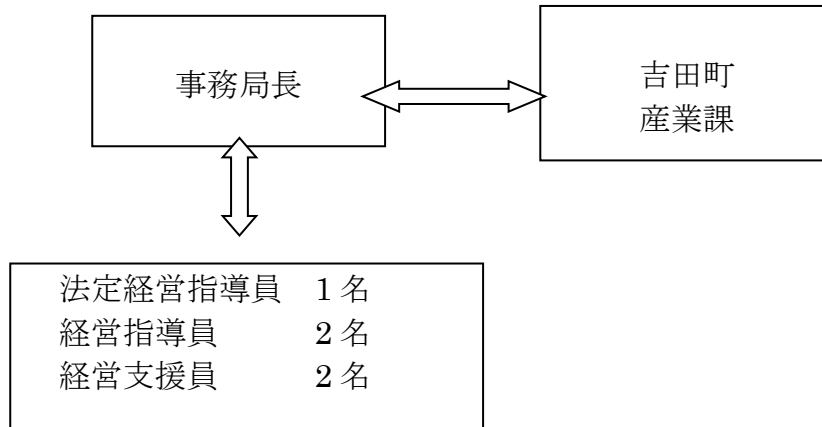 事務局長
吉田町
産業課
法定経営指導員　1名
経営指導員　2名
経営支援員　2名